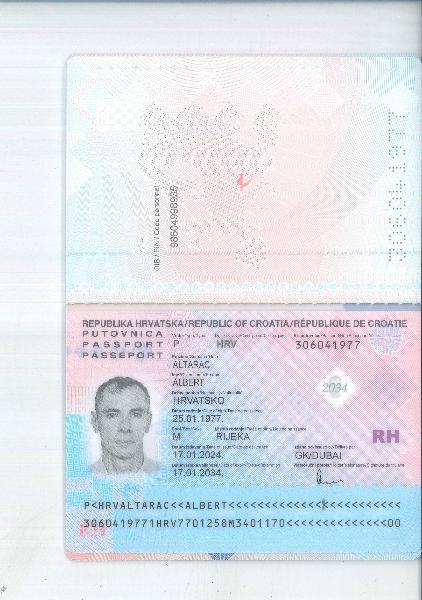 306041977
OIB / PIN / Code personnel
98504998935
REPUBLIKA HRVATSKA/REPUBLIC OF CROATIA/RÉPUBLIQUE DE CROATIE
PUTOVNICA
PASSPORT
PASSEPORT
P HRV 306041977
ALTARAC
ALBERT
HRVATSKO
25.01.1977.
M RIJEKA
17.01.2024. GK/DUBAI
17.01.2034.
2034
RH
P<HRVALTARAC<<ALBERT<<<<<<<<<<<<<<<<<<<<<<<<
3060419771HRV7701258M3401170<<<<<<<<<<<<<<00